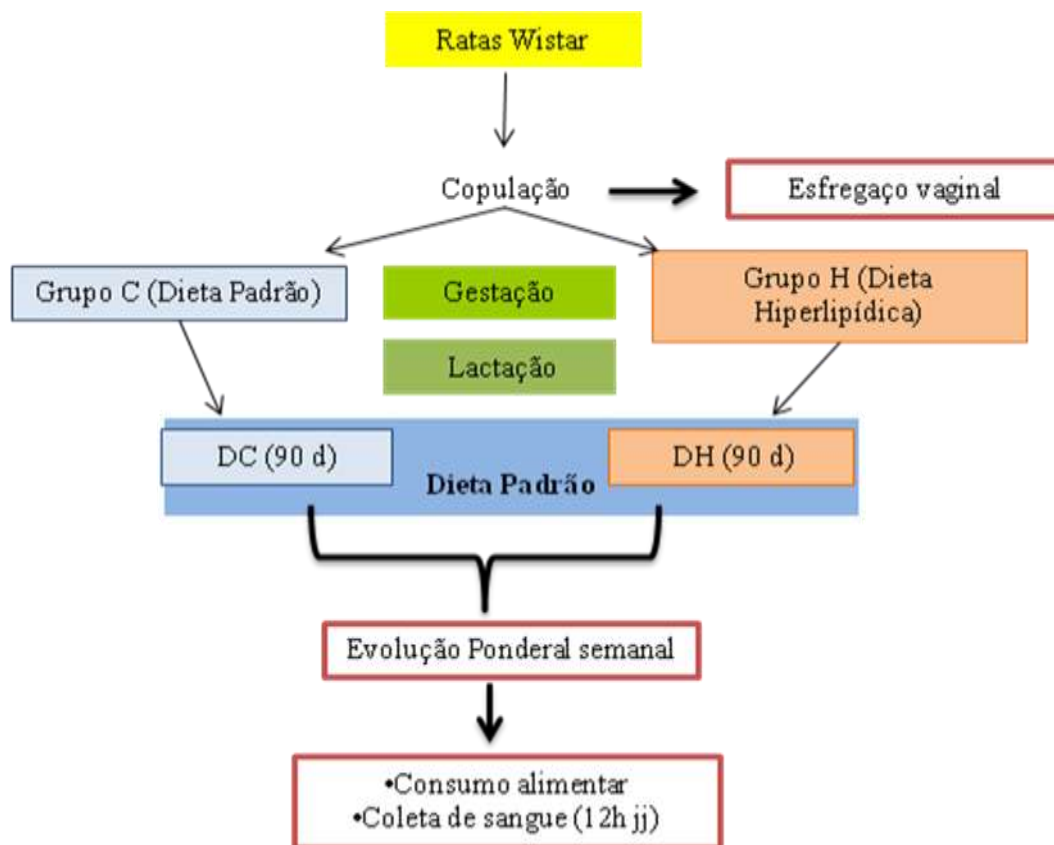 Ratas Wistar
Copulação
Esfregaço vaginal
Grupo C (Dieta Padrão)
Gestação
Grupo H (Dieta
Hiperlipídica)
Lactação
DC (90 d)
DH (90 d)
Dieta Padrão
Evolução Ponderal semanal
•Consumo alimentar
•Coleta de sangue (12h jj)